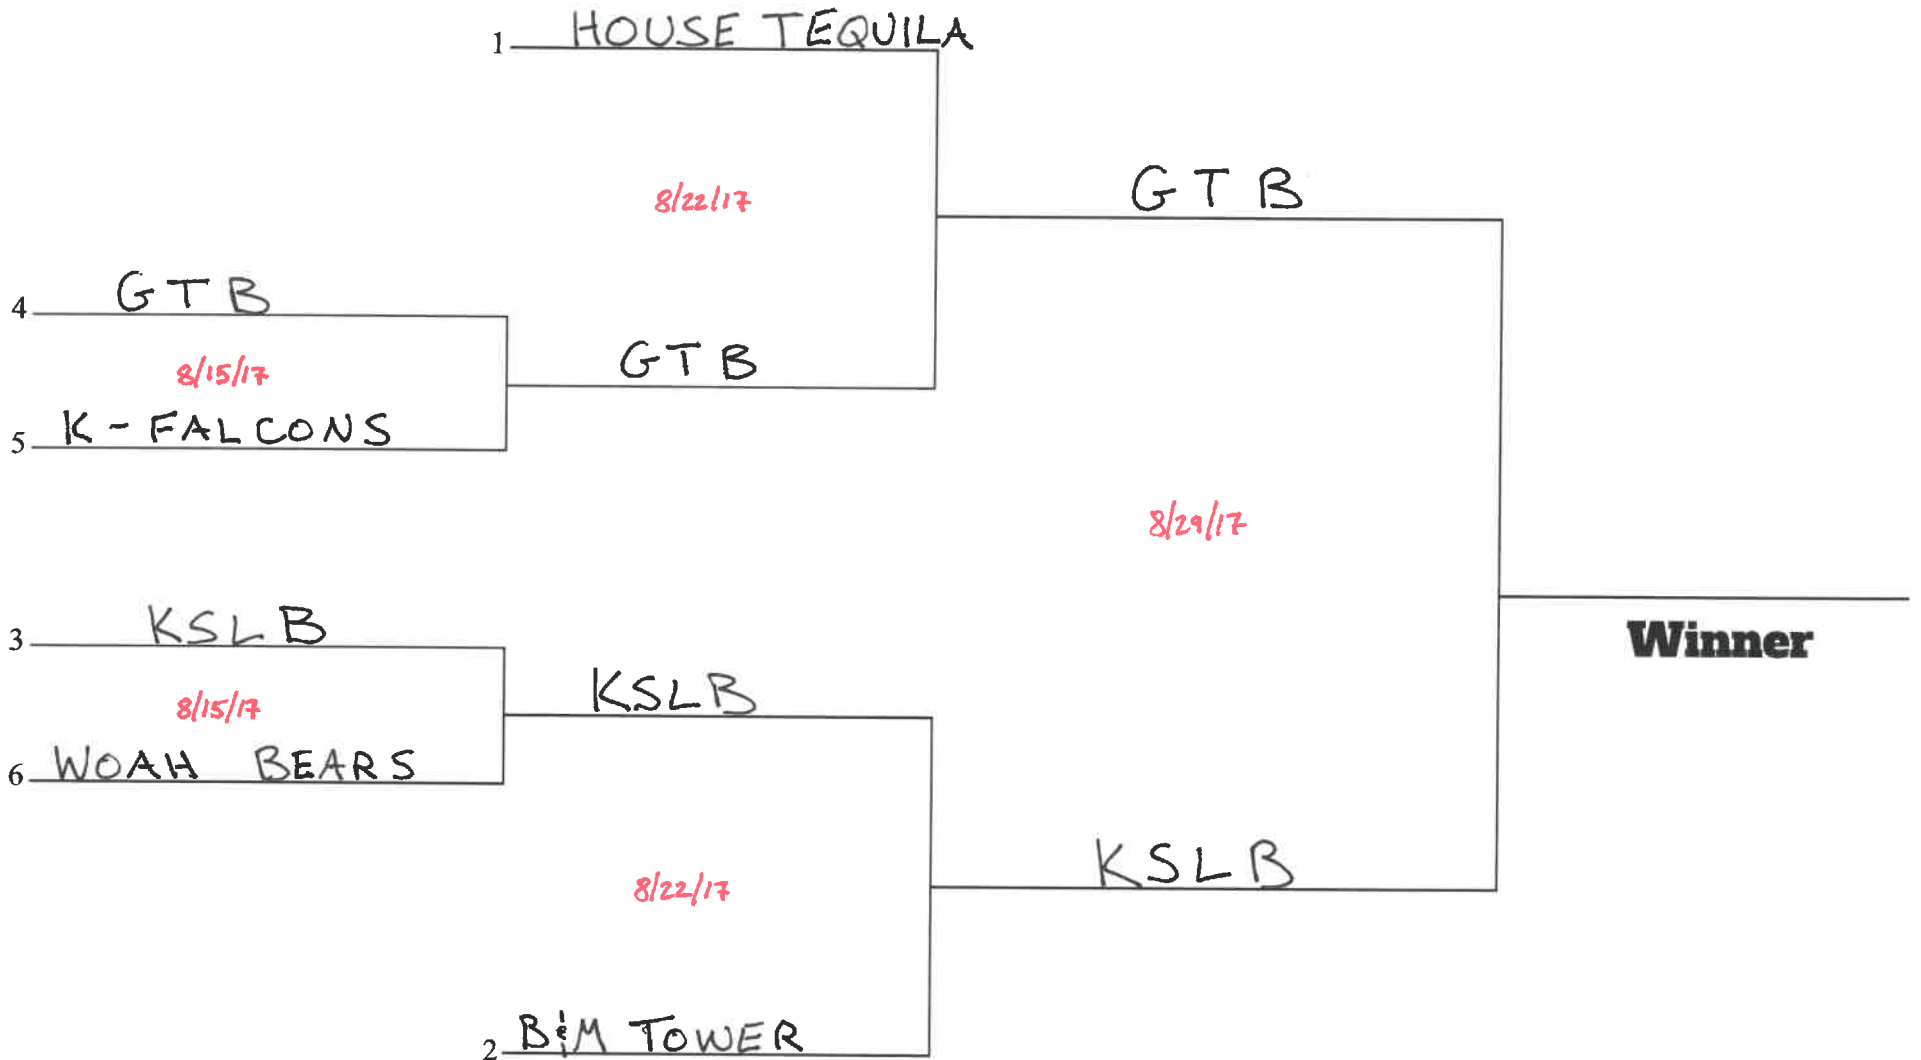 1 HOUSE TEQUILA
8/22/17
GTB
4 GTB
8/15/17
GTB
5 K-FALCONS
8/29/17
Winner
3 KSLB
8/15/17
KSLB
6 WOAH BEARS
8/22/17
KSLB
2 B&M TOWER